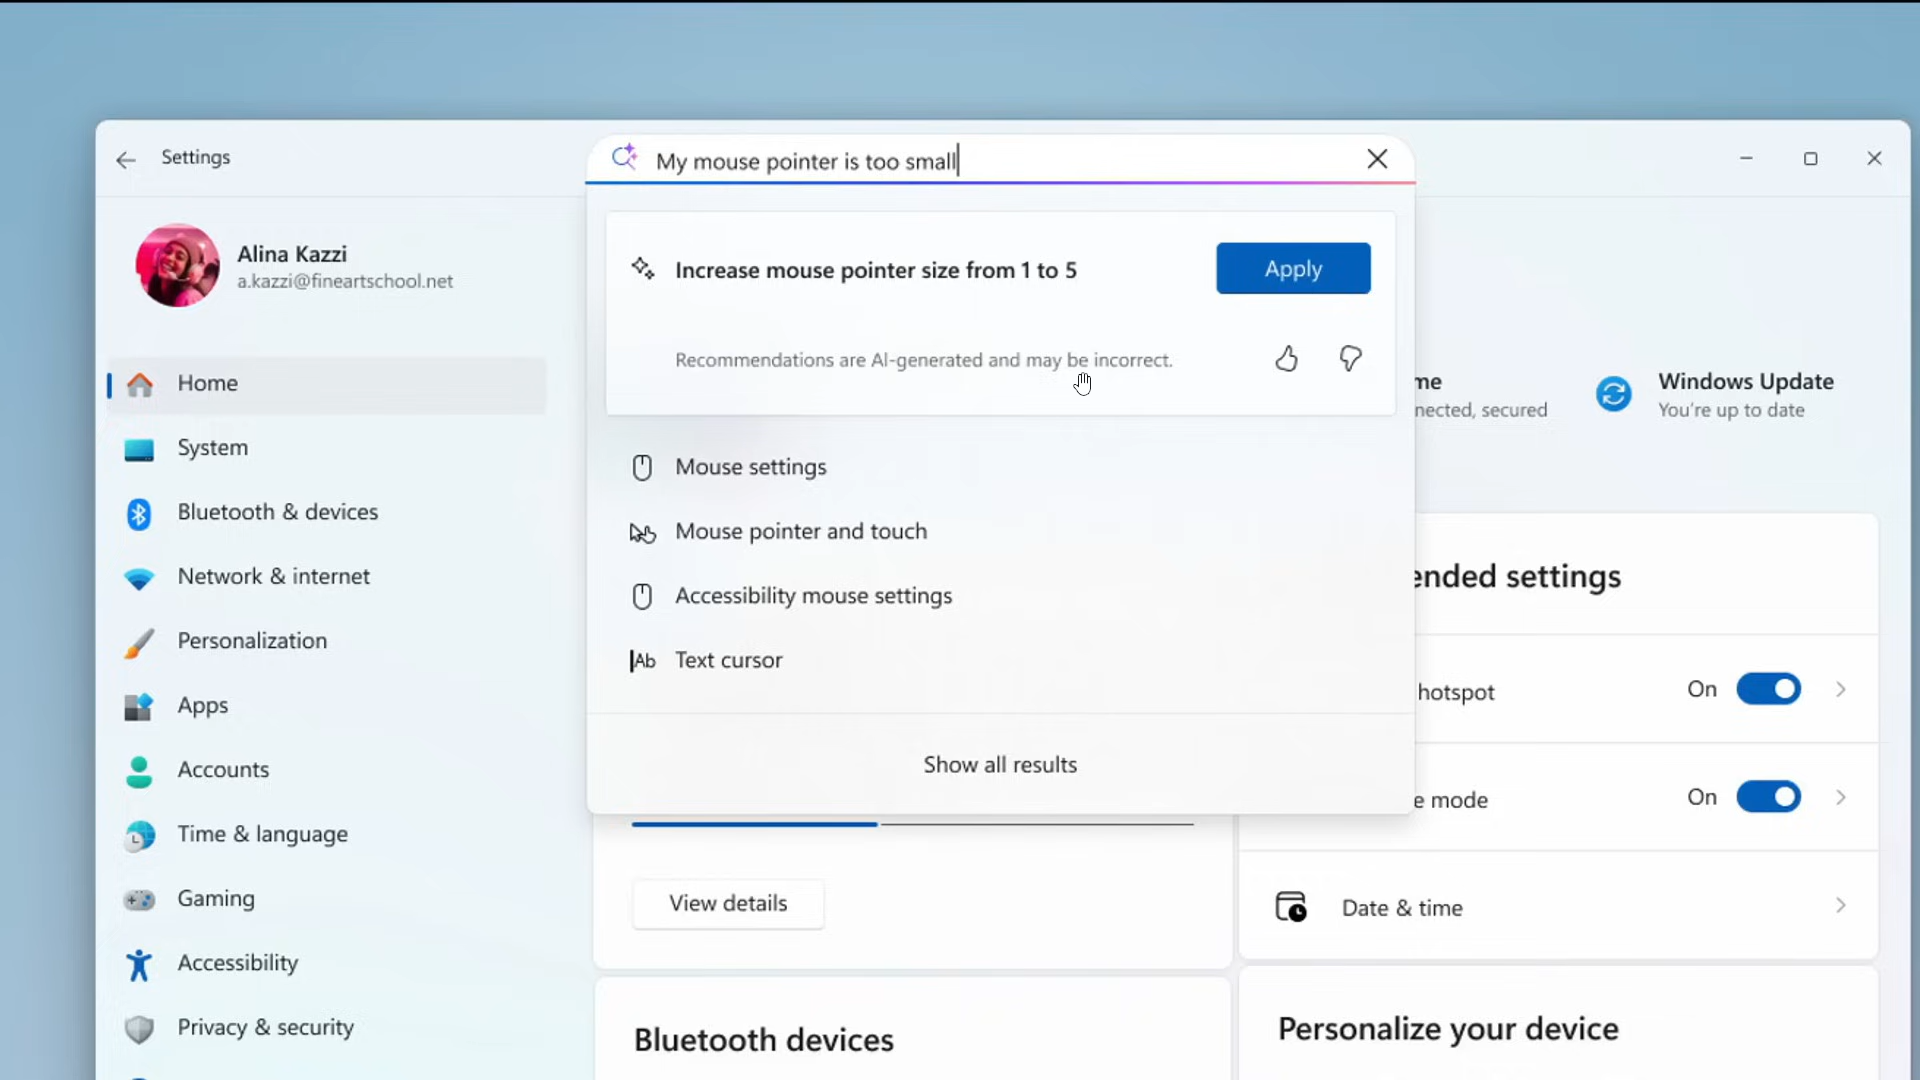 Settings
My mouse pointer is too small
Alina Kazzi
a.kazzi@fineartschool.net
Home
System
Bluetooth & devices
Network & internet
Personalization
Apps
Accounts
Time & language
Gaming
Accessibility
Privacy & security
Increase mouse pointer size from 1 to 5
Apply
Recommendations are AI-generated and may be incorrect.
Mouse settings
Mouse pointer and touch
Accessibility mouse settings
Ab Text cursor
Show all results
nected, secured
Windows Update
You're up to date
settings
hotspot
On
mode
On
Date & time
View details
Bluetooth devices
Personalize your device